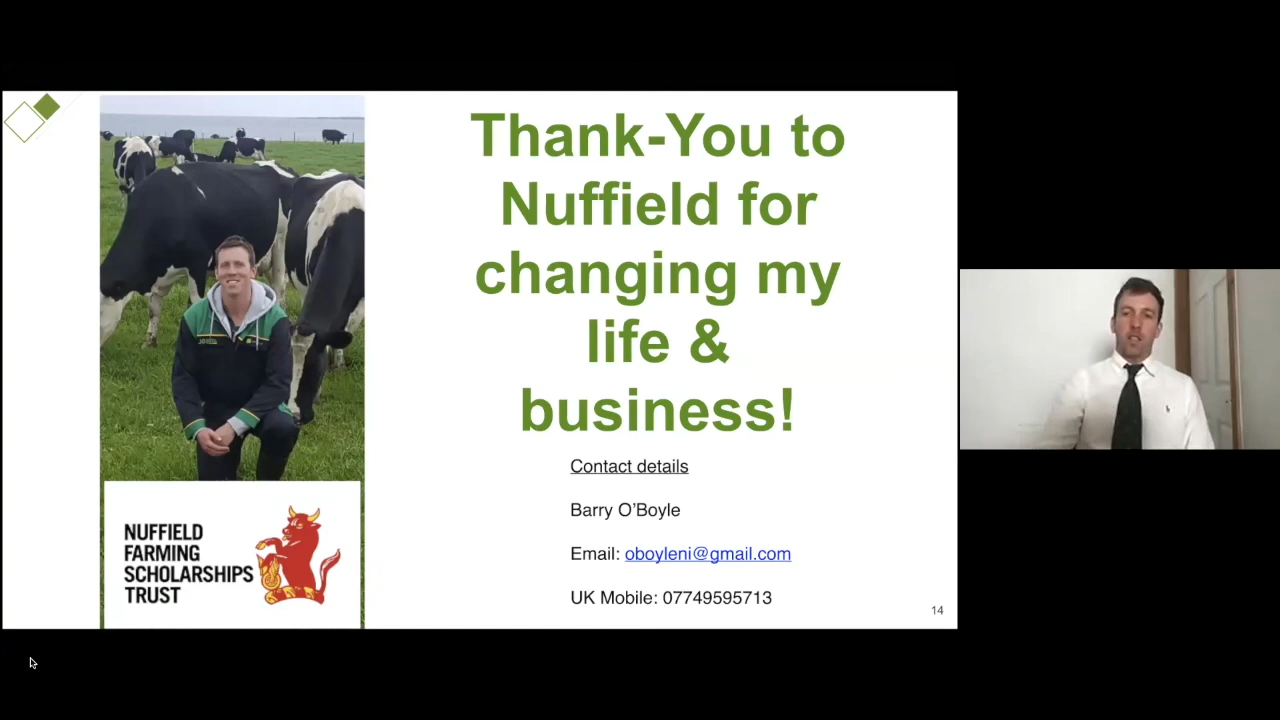 Thank-You to
Nuffield for
changing my
life &
business!
Contact details
Barry O'Boyle
Email: oboyleni@gmail.com
UK Mobile: 07749595713
NUFFIELD
FARMING
SCHOLARSHIPS
TRUST
14